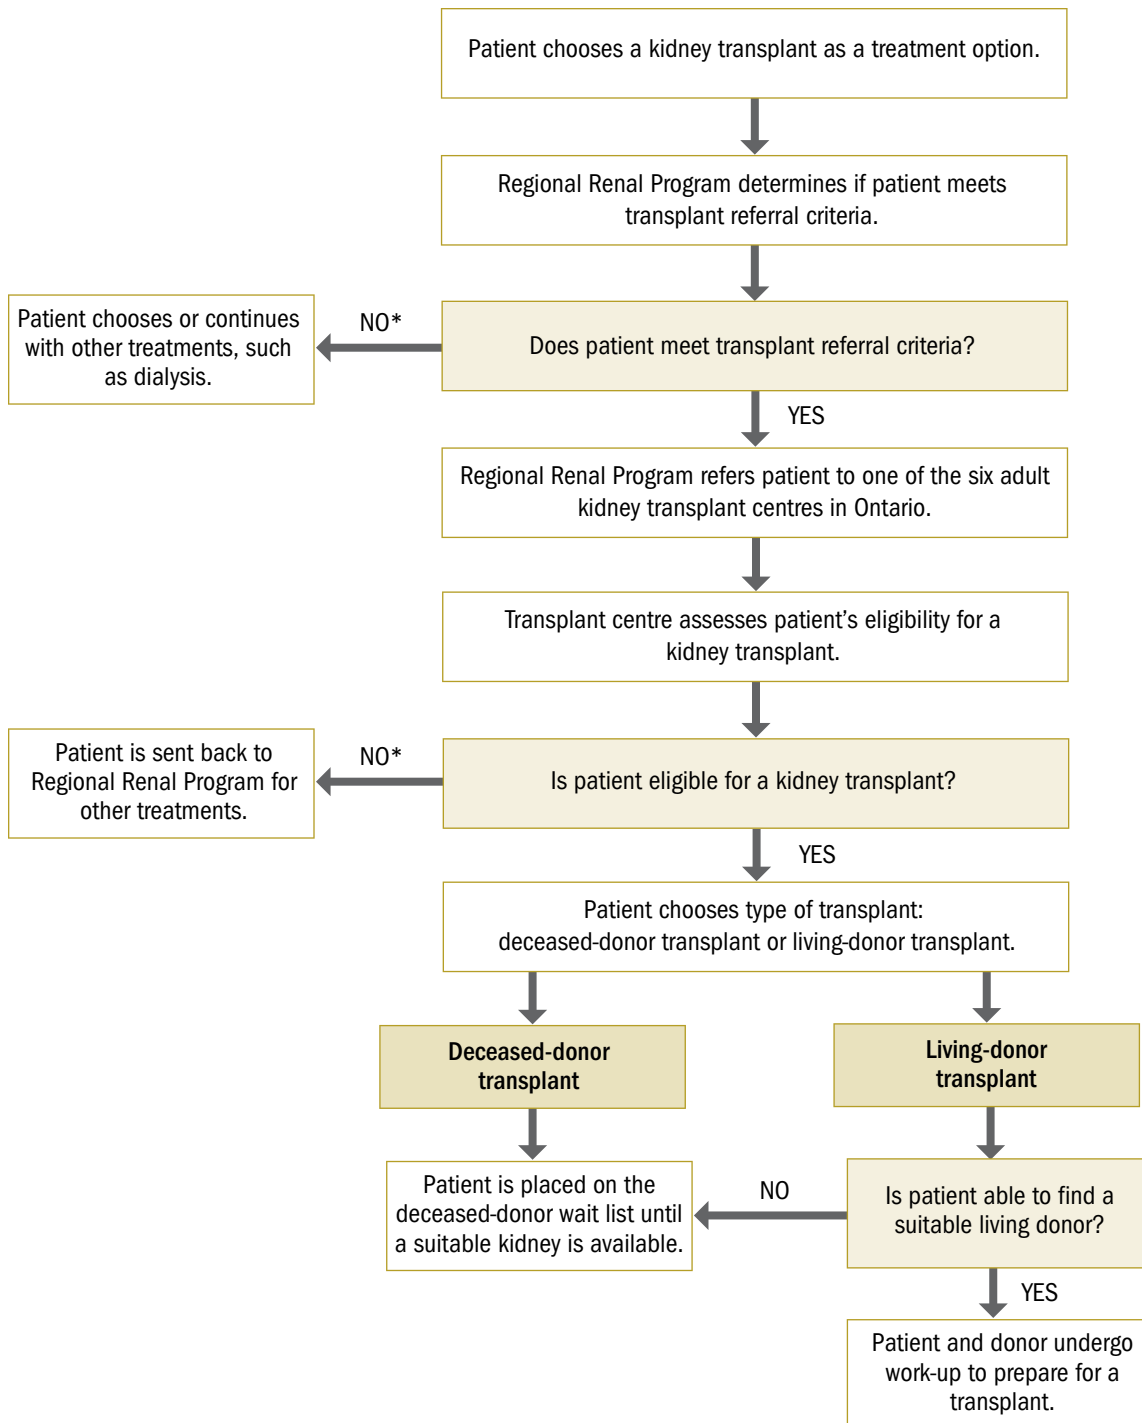 Patient chooses a kidney transplant as a treatment option.
Regional Renal Program determines if patient meets
transplant referral criteria.
Patient chooses or continues
with other treatments, such
as dialysis.
NO*
Does patient meet transplant referral criteria?
YES
Regional Renal Program refers patient to one of the six adult
kidney transplant centres in Ontario.
Transplant centre assesses patient's eligibility for a
kidney transplant.
Patient is sent back to
Regional Renal Program for
other treatments.
NO*
Is patient eligible for a kidney transplant?
YES
Patient chooses type of transplant:
deceased-donor transplant or living-donor transplant.
Deceased-donor
transplant
Living-donor
transplant
Patient is placed on the
deceased-donor wait list until
a suitable kidney is available.
NO
Is patient able to find a
suitable living donor?
YES
Patient and donor undergo
work-up to prepare for a
transplant.